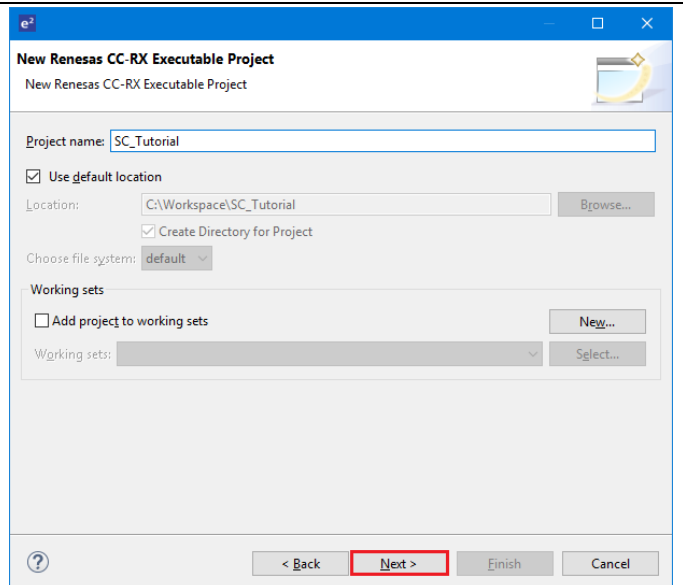 e²
New Renesas CC-RX Executable Project
New Renesas CC-RX Executable Project
Project name: SC_Tutorial
Use default location
Location: C:\Workspace\SC_Tutorial Browse...
Create Directory for Project
Choose file system: default
Working sets
Add project to working sets New...
Working sets: Select...
? < Back Next > Finish Cancel